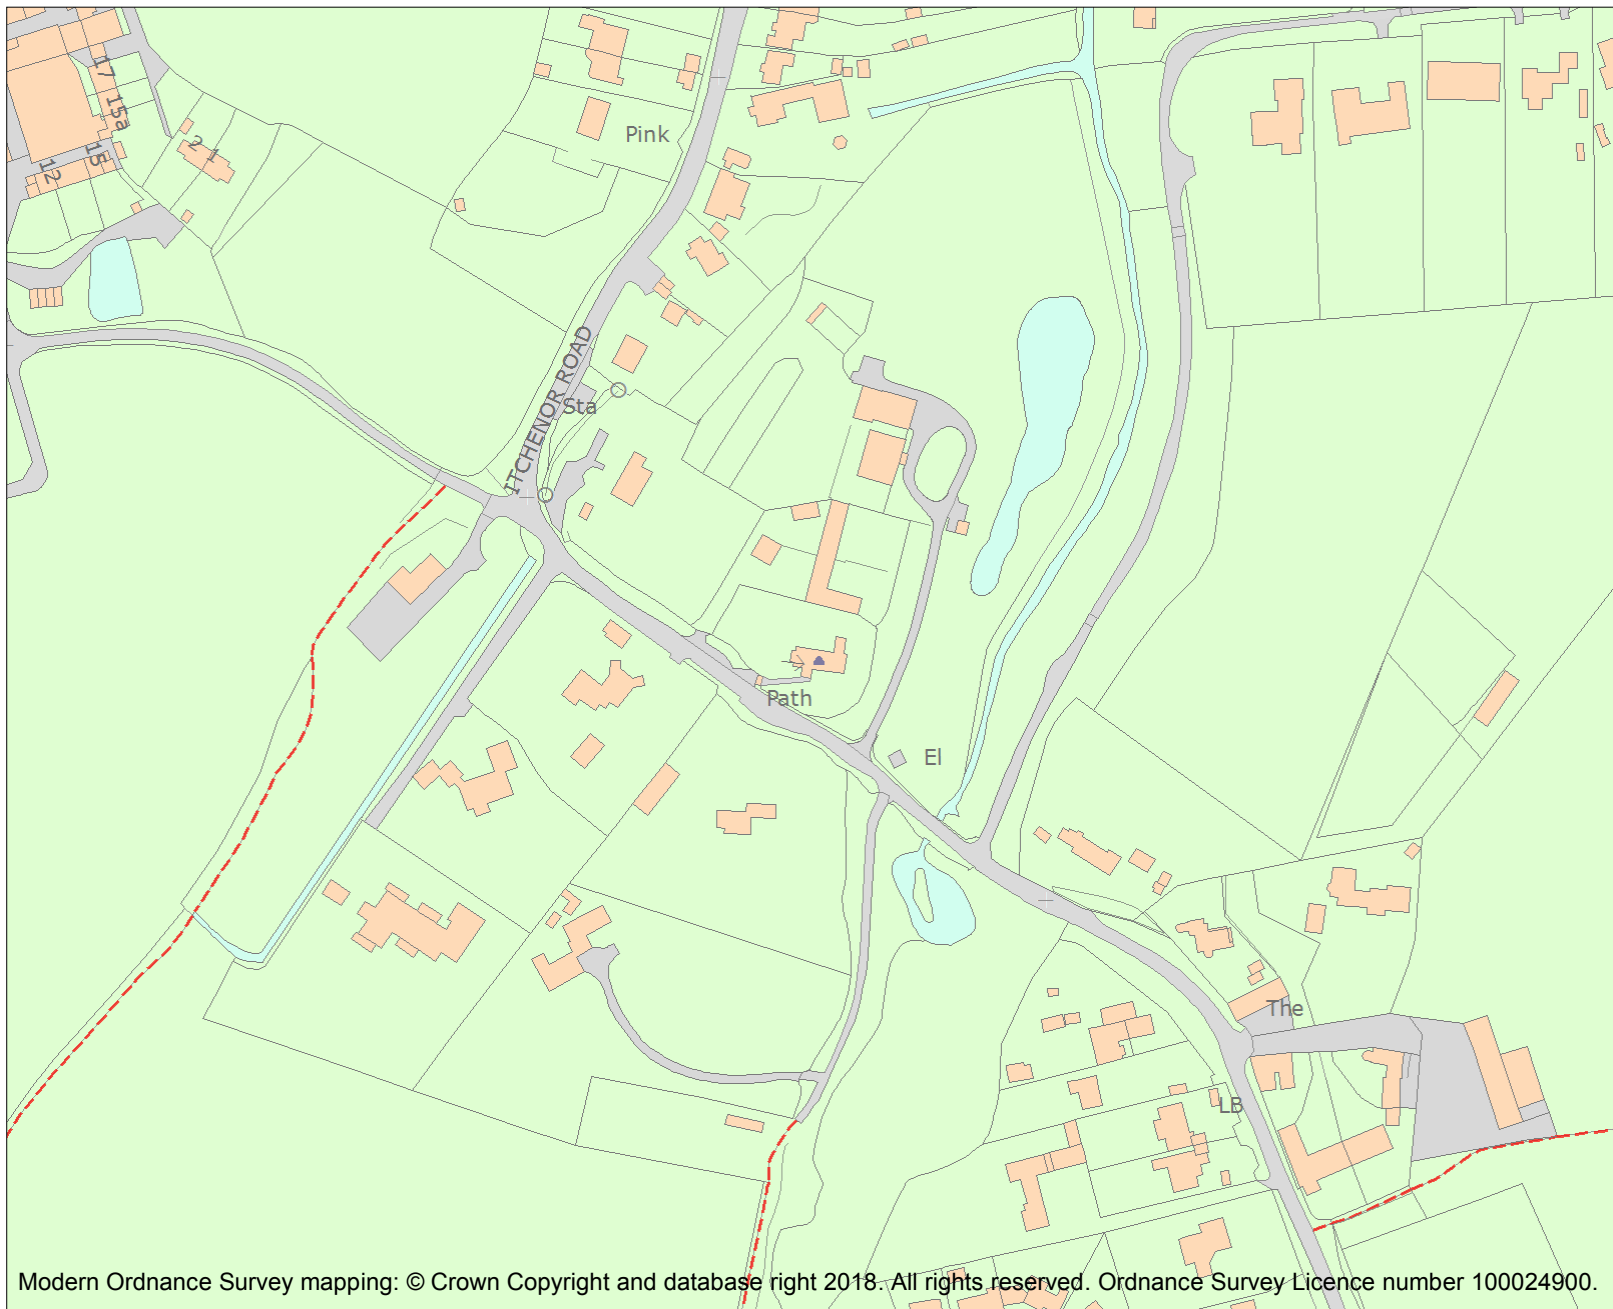 17
15a
Pink
2 1
15
12
ITCHENOR ROAD
Sta
Path
El
The
LB
Modern Ordnance Survey mapping: © Crown Copyright and database right 2018. All rights reserved. Ordnance Survey Licence number 100024900.